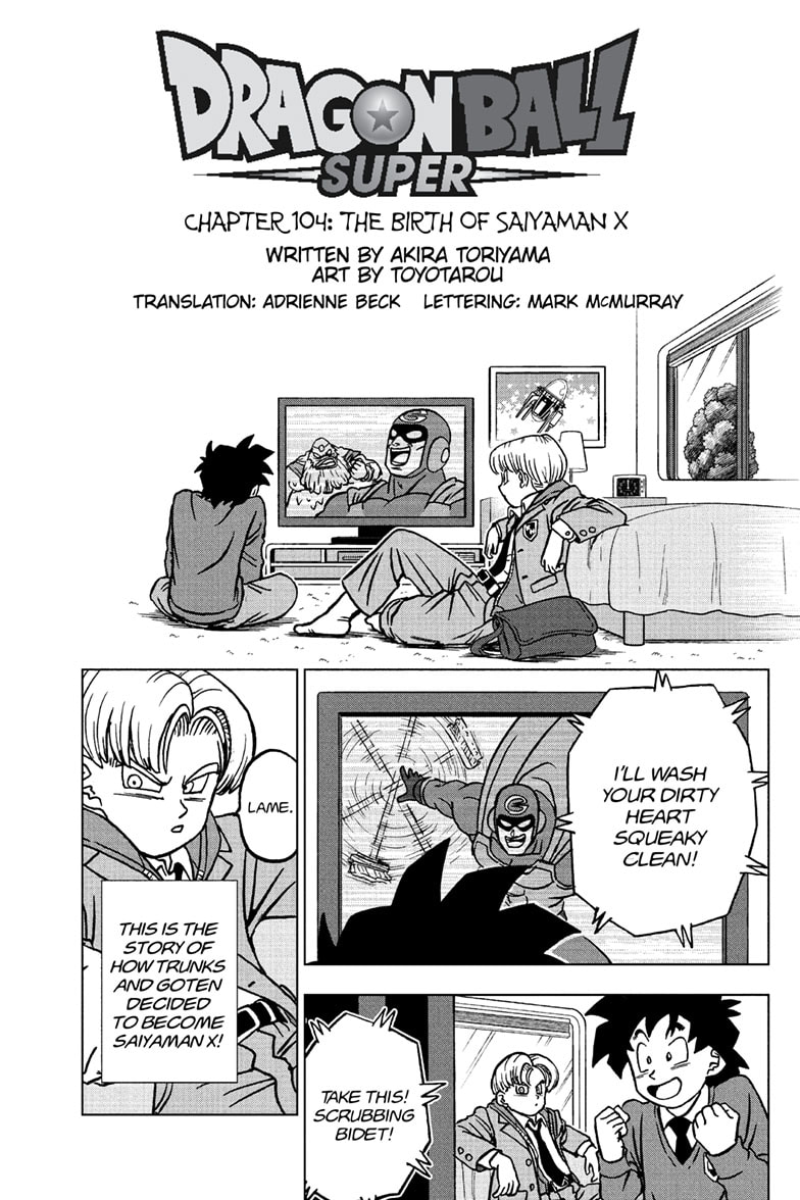 DRAGON BALL
SUPER
CHAPTER 104: THE BIRTH OF SAIYAMAN X
WRITTEN BY AKIRA TORIYAMA
ART BY TOYOTAROU
TRANSLATION: ADRIENNE BECK LETTERING: MARK McMURRAY
I'LL WASH
YOUR DIRTY
HEART
SQUEAKY
CLEAN!
LAME.
THIS IS THE
STORY OF
HOW TRUNKS
AND GOTEN
DECIDED
TO BECOME
SAIYAMAN X!
TAKE THIS!
SCRUBBING
BIDET!